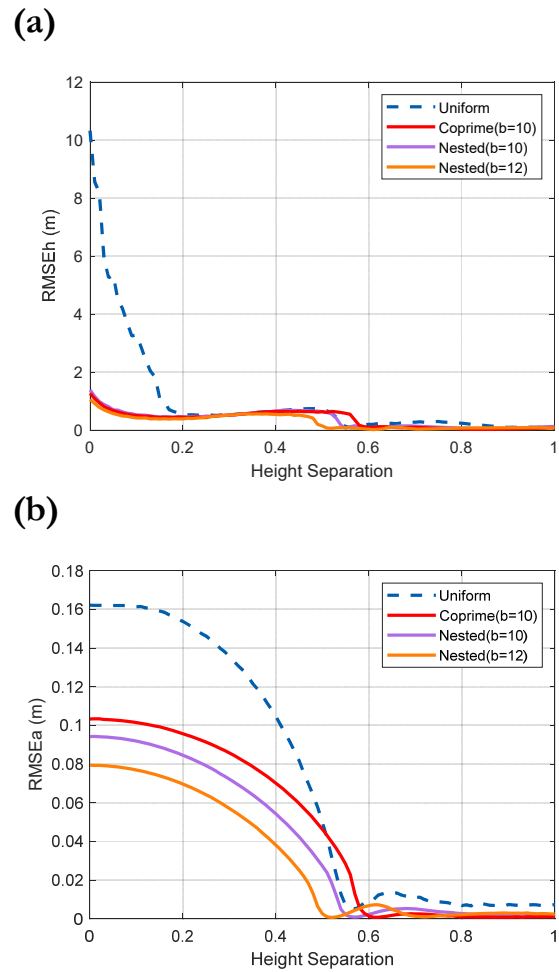 (a)
12
10
8
6
4
2
0
RMSEh (m)
Uniform
Coprime(b=10)
Nested(b=10)
Nested(b=12)
0 0.2 0.4 0.6 0.8 1
Height Separation
(b)
0.18
0.16
0.14
0.12
0.1
0.08
0.06
0.04
0.02
0
RMSEa (m)
Uniform
Coprime(b=10)
Nested(b=10)
Nested(b=12)
0 0.2 0.4 0.6 0.8 1
Height Separation